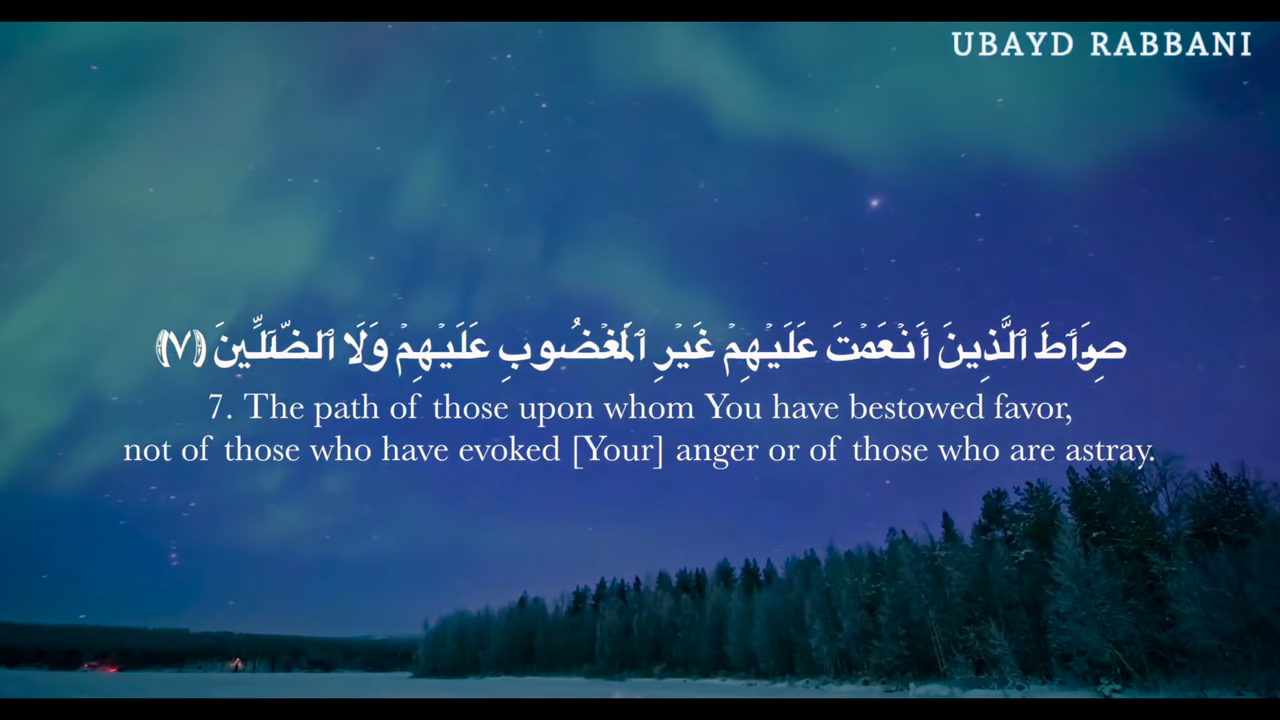 UBAYD RABBANI
صِرَٰطَ ٱلَّذِينَ أَنْعَمْتَ عَلَيْهِمْ غَيْرِ ٱلْمَغْضُوبِ عَلَيْهِمْ وَلَا ٱلضَّآلِّينَ ﴿٧﴾
7. The path of those upon whom You have bestowed favor,
not of those who have evoked [Your] anger or of those who are astray.